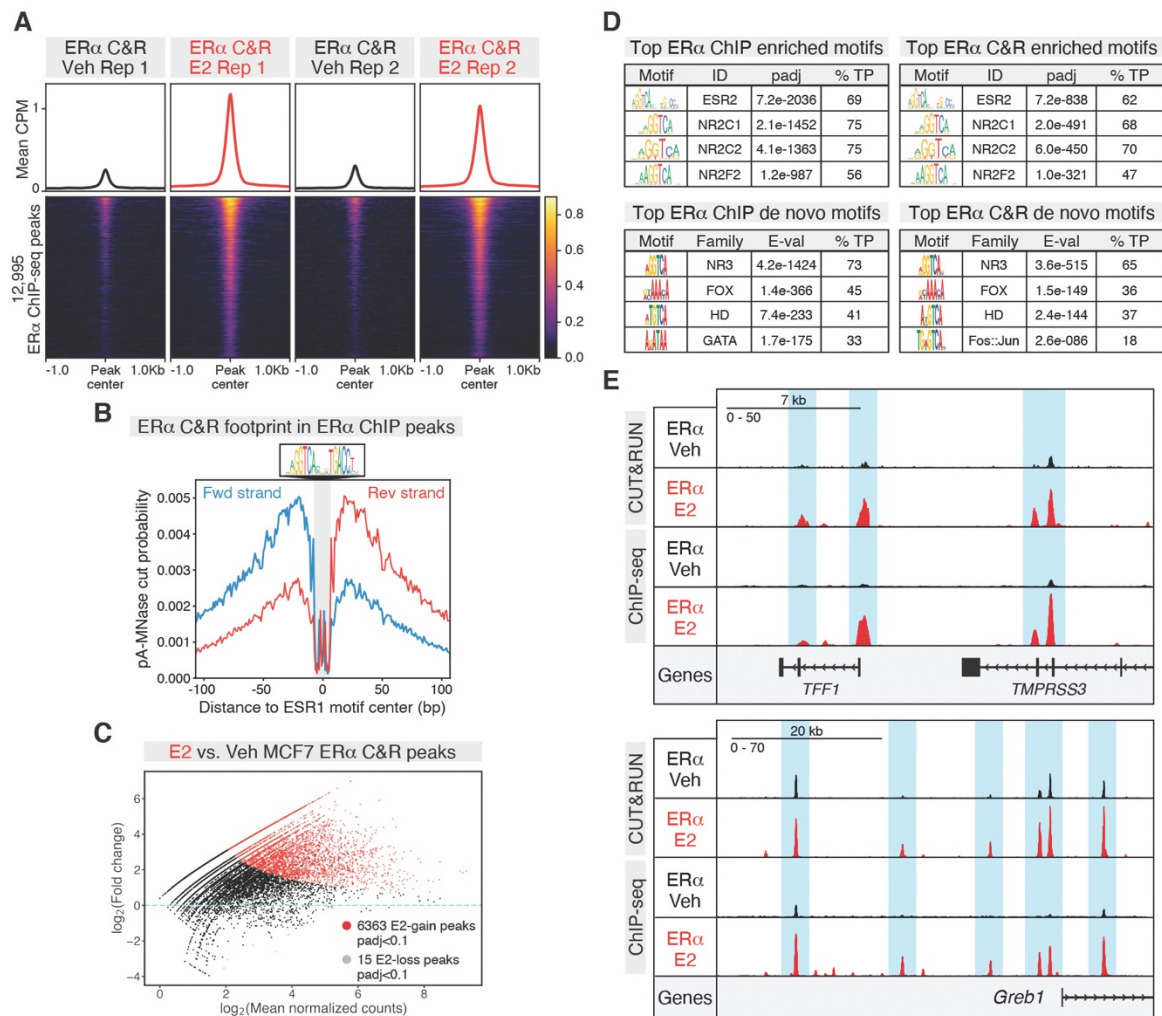 A
ERα C&R
Veh Rep 1
ERα C&R
E2 Rep 1
ERα C&R
Veh Rep 2
ERα C&R
E2 Rep 2
Mean CPM
1
0
12,995
ERα ChIP-seq peaks
0.8
0.6
0.4
0.2
0.0
-1.0 Peak center 1.0Kb
-1.0 Peak center 1.0Kb
-1.0 Peak center 1.0Kb
-1.0 Peak center 1.0Kb
B
ERα C&R footprint in ERα ChIP peaks
AGGTCA TGACCT
Fwd strand
Rev strand
pA-MNase cut probability
0.005
0.004
0.003
0.002
0.001
0.000
-100 -50 0 50 100
Distance to ESR1 motif center (bp)
C
E2 vs. Veh MCF7 ERα C&R peaks
log2(Fold change)
6
4
2
0
-2
-4
6363 E2-gain peaks
padj<0.1
15 E2-loss peaks
padj<0.1
0 2 4 6 8
log2(Mean normalized counts)
D
Top ERα ChIP enriched motifs
Motif ID padj % TP
ESR2 7.2e-2036 69
NR2C1 2.1e-1452 75
NR2C2 4.1e-1363 75
NR2F2 1.2e-987 56
Top ERα C&R enriched motifs
Motif ID padj % TP
ESR2 7.2e-838 62
NR2C1 2.0e-491 68
NR2C2 6.0e-450 70
NR2F2 1.0e-321 47
Top ERα ChIP de novo motifs
Motif Family E-val % TP
NR3 4.2e-1424 73
FOX 1.4e-366 45
HD 7.4e-233 41
GATA 1.7e-175 33
Top ERα C&R de novo motifs
Motif Family E-val % TP
NR3 3.6e-515 65
FOX 1.5e-149 36
HD 2.4e-144 37
Fos::Jun 2.6e-086 18
E
7 kb
0 - 50
CUT&RUN
ERα
Veh
ERα
E2
ChIP-seq
ERα
Veh
ERα
E2
Genes
TFF1
TMPRSS3
20 kb
0 - 70
CUT&RUN
ERα
Veh
ERα
E2
ChIP-seq
ERα
Veh
ERα
E2
Genes
Greb1